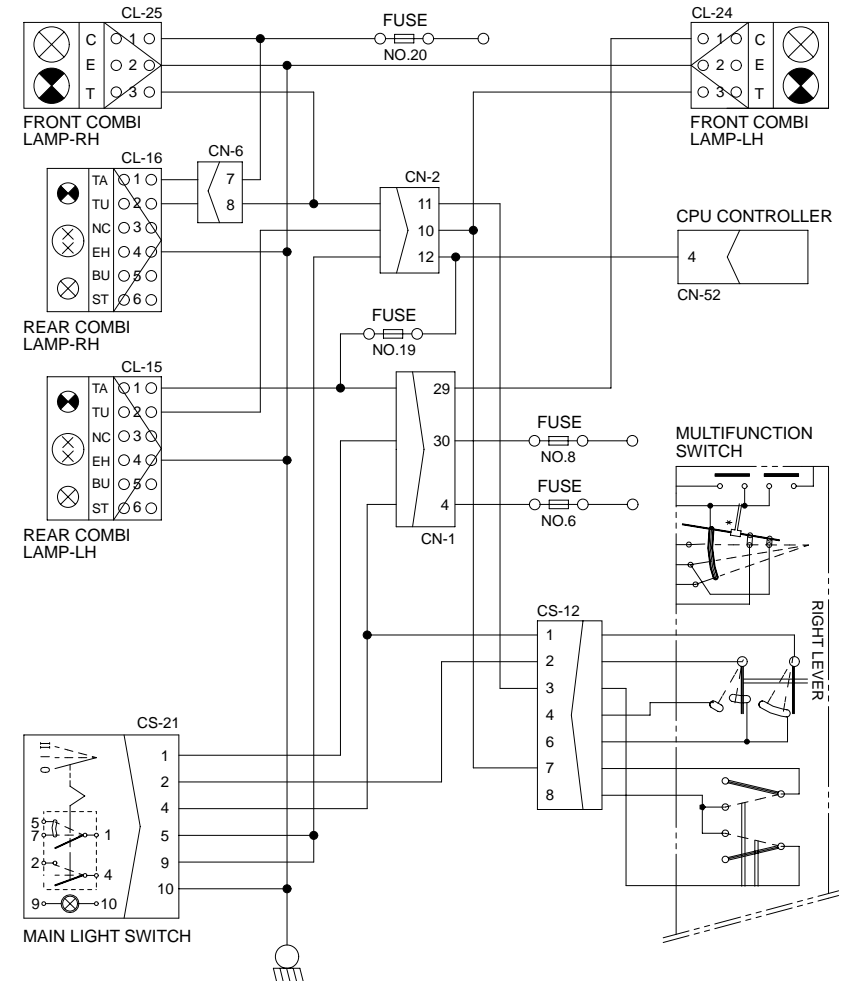 CL-25
C 1
E 2
T 3
FRONT COMBI
LAMP-RH
FUSE
NO.20
CL-24
1 C
2 E
3 T
FRONT COMBI
LAMP-LH
CL-16
TA 1
TU 2
NC 3
EH 4
BU 5
ST 6
REAR COMBI
LAMP-RH
CN-6
7
8
CN-2
11
10
12
CPU CONTROLLER
4
CN-52
FUSE
NO.19
CL-15
TA 1
TU 2
NC 3
EH 4
BU 5
ST 6
REAR COMBI
LAMP-LH
29
30
4
CN-1
FUSE
NO.8
FUSE
NO.6
MULTIFUNCTION
SWITCH
*
RIGHT LEVER
CS-12
1
2
3
4
6
7
8
CS-21
II
I
O
5
7 1
2 4
9 10
1
2
4
5
9
10
MAIN LIGHT SWITCH